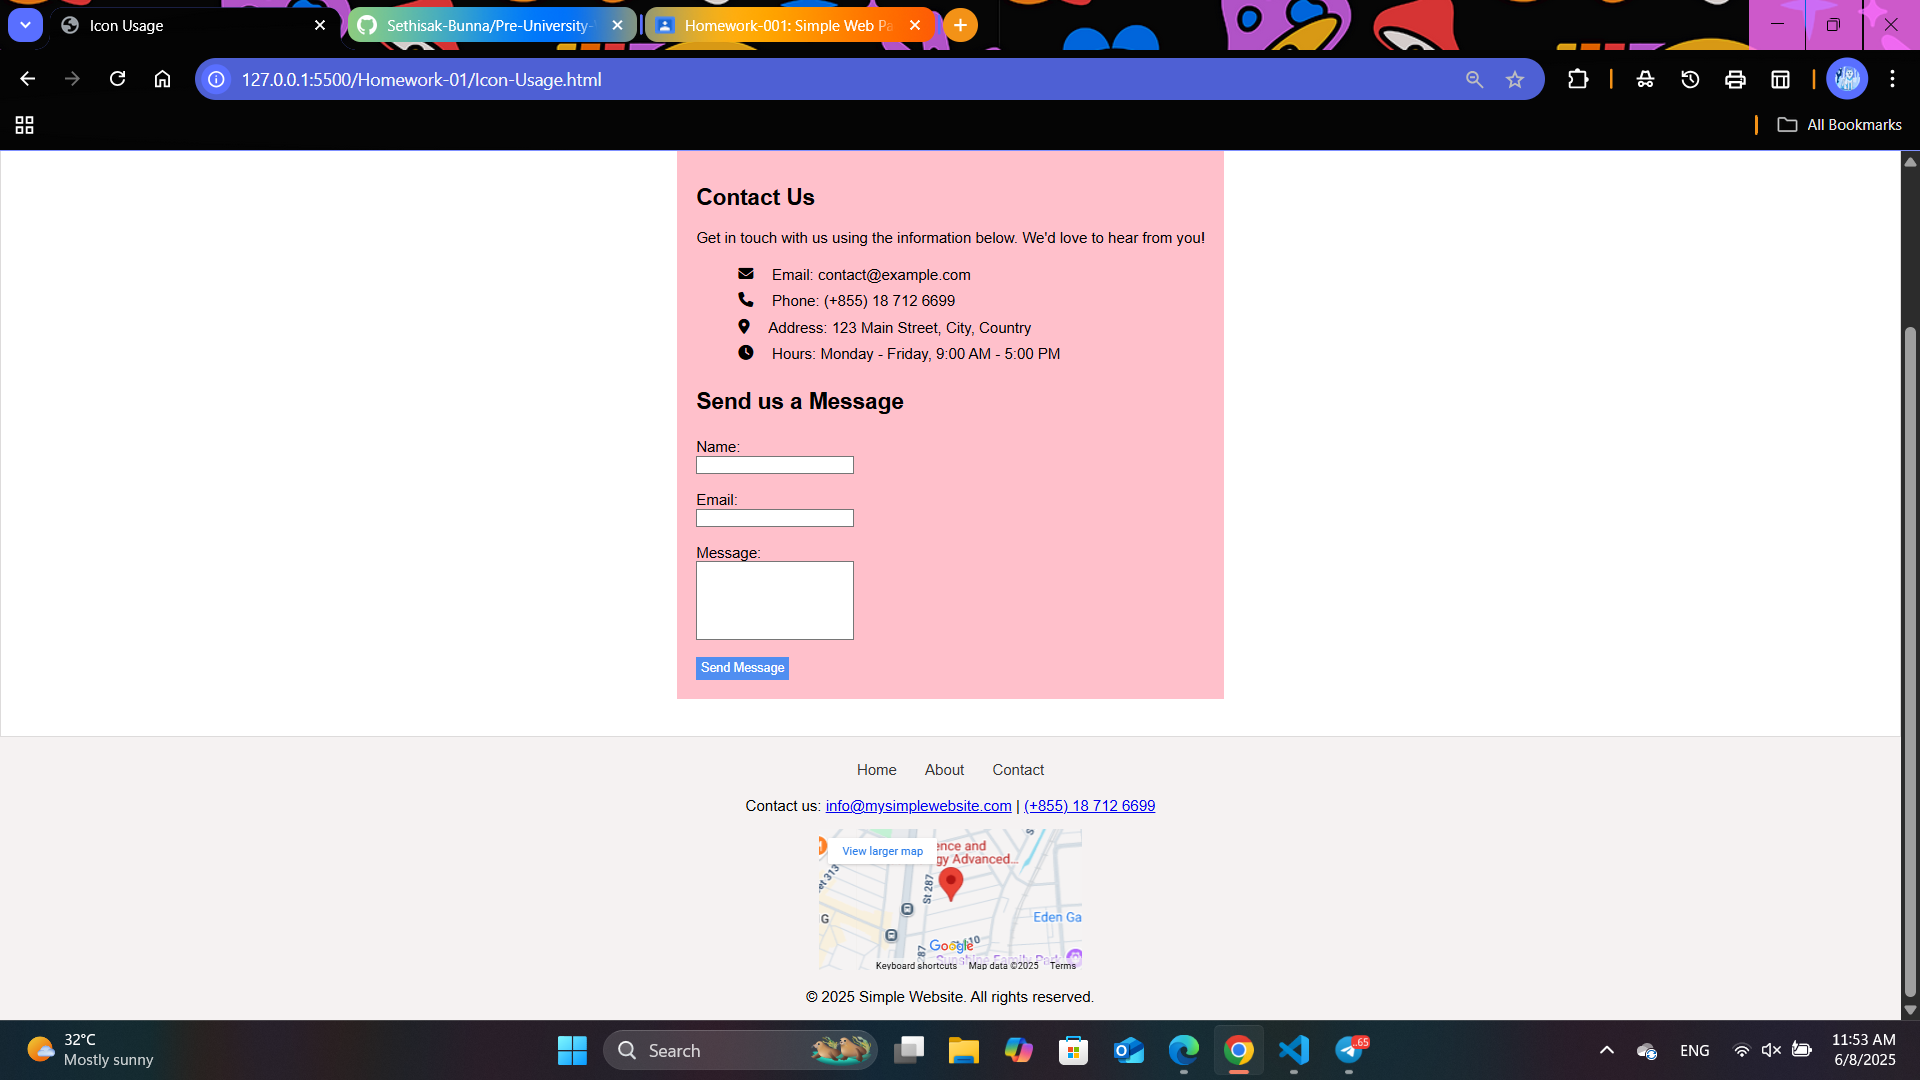 Icon Usage
Sethisak-Bunna/Pre-University-
Homework-001: Simple Web Pa
127.0.0.1:5500/Homework-01/Icon-Usage.html
All Bookmarks
Contact Us
Get in touch with us using the information below. We'd love to hear from you!
Email: contact@example.com
Phone: (+855) 18 712 6699
Address: 123 Main Street, City, Country
Hours: Monday - Friday, 9:00 AM - 5:00 PM
Send us a Message
Name:
Email:
Message:
Send Message
Home About Contact
Contact us: info@mysimplewebsite.com | (+855) 18 712 6699
View larger map
ence and
gy Advanced...
et 313
St 287
G
Eden Ga
Google
Sunshine Family Park
Keyboard shortcuts Map data ©2025 Terms
© 2025 Simple Website. All rights reserved.
32°C
Mostly sunny
Search
.65
ENG
11:53 AM
6/8/2025